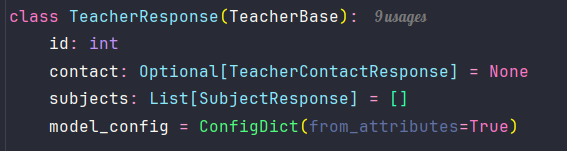 class TeacherResponse(TeacherBase): 9 usages
    id: int
    contact: Optional[TeacherContactResponse] = None
    subjects: List[SubjectResponse] = []
    model_config = ConfigDict(from_attributes=True)